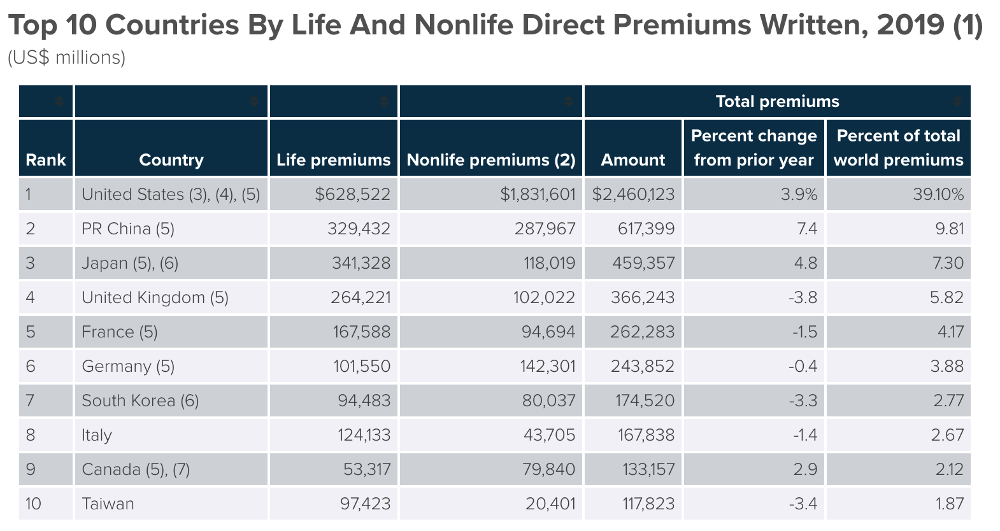 Top 10 Countries By Life And Nonlife Direct Premiums Written, 2019 (1)
(US$ millions)
Total premiums
Rank Country Life premiums Nonlife premiums (2) Amount Percent change from prior year Percent of total world premiums
1 United States (3), (4), (5) $628,522 $1,831,601 $2,460,123 3.9% 39.10%
2 PR China (5) 329,432 287,967 617,399 7.4 9.81
3 Japan (5), (6) 341,328 118,019 459,357 4.8 7.30
4 United Kingdom (5) 264,221 102,022 366,243 -3.8 5.82
5 France (5) 167,588 94,694 262,283 -1.5 4.17
6 Germany (5) 101,550 142,301 243,852 -0.4 3.88
7 South Korea (6) 94,483 80,037 174,520 -3.3 2.77
8 Italy 124,133 43,705 167,838 -1.4 2.67
9 Canada (5), (7) 53,317 79,840 133,157 2.9 2.12
10 Taiwan 97,423 20,401 117,823 -3.4 1.87